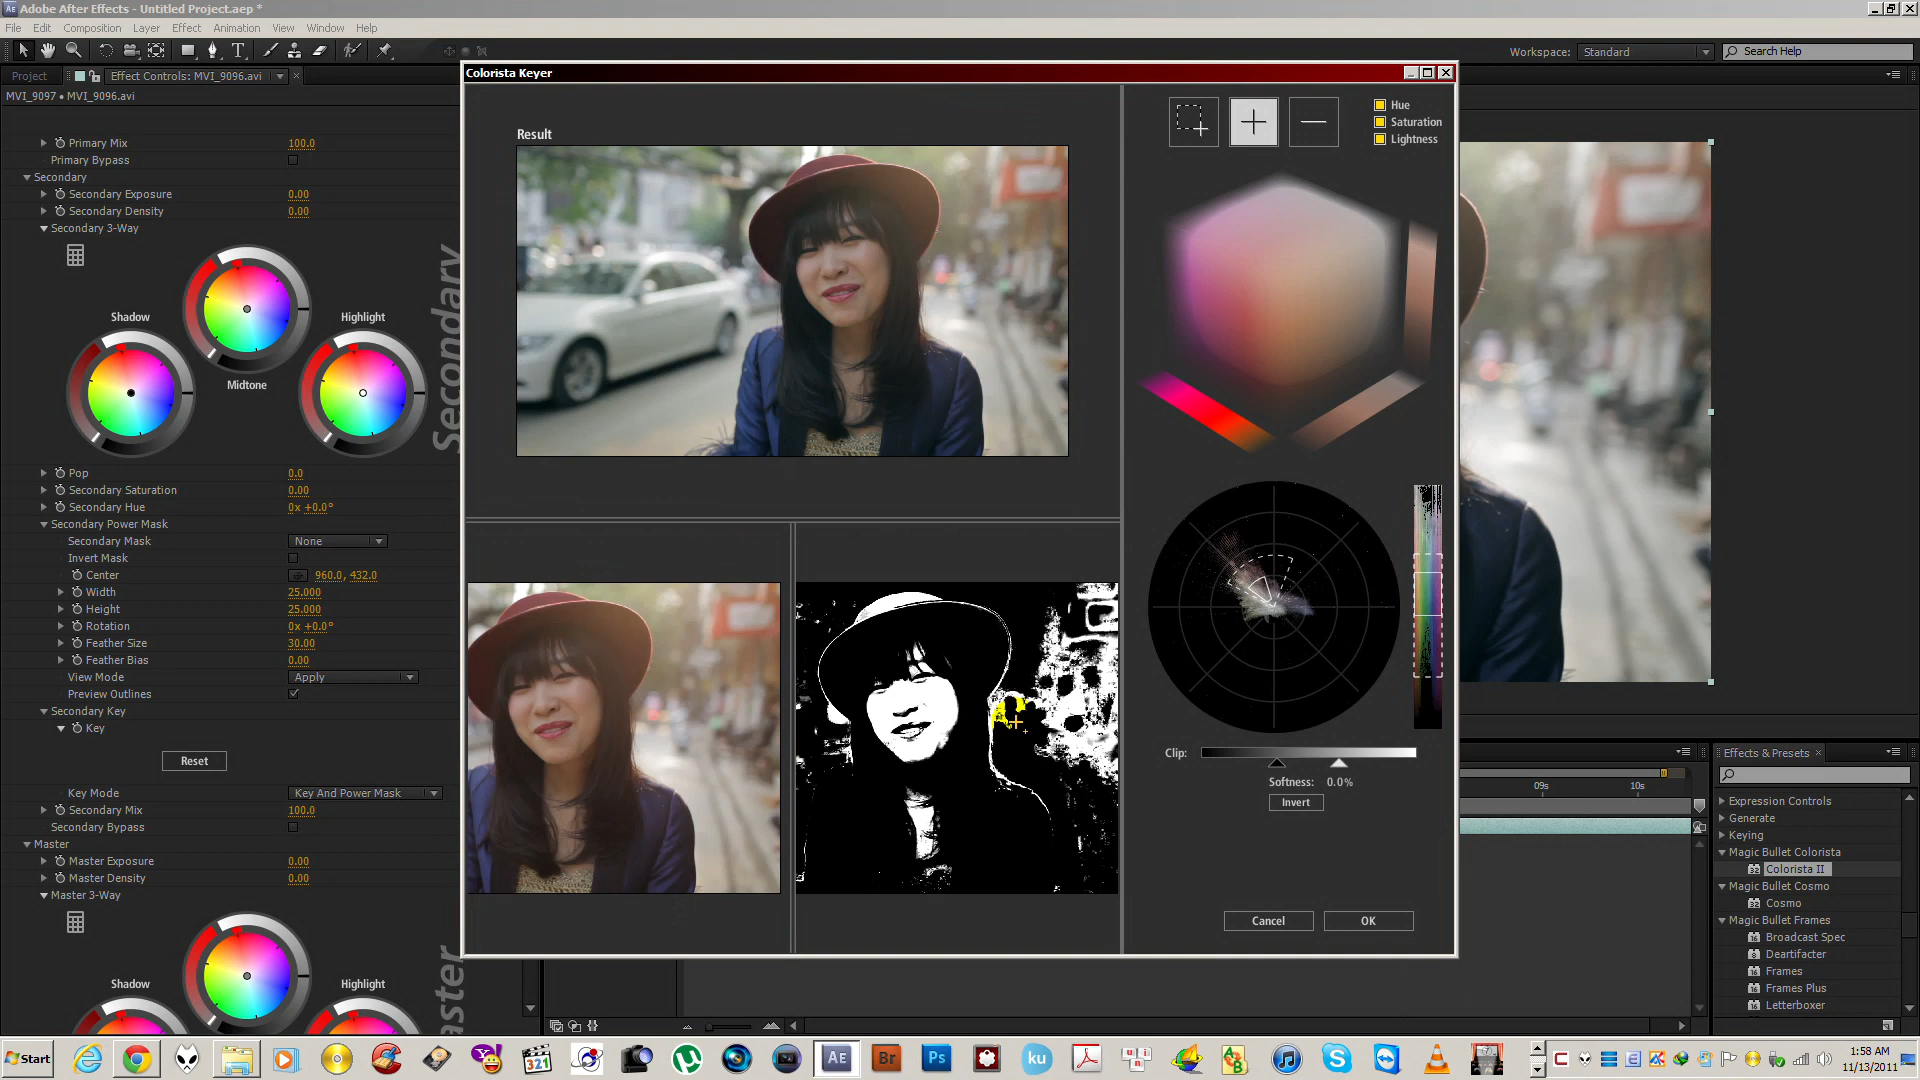 Adobe After Effects - Untitled Project.aep *
File Edit Composition Layer Effect Animation View Window Help
Workspace: Standard Search Help
Project Effect Controls: MVI_9096.avi
MVI_9097 • MVI_9096.avi
Primary Mix 100.0
Primary Bypass
Secondary
Secondary Exposure 0.00
Secondary Density 0.00
Secondary 3-Way
Shadow Highlight
Midtone
Secondary
Pop 0.0
Secondary Saturation 0.00
Secondary Hue 0x +0.0°
Secondary Power Mask
Secondary Mask None
Invert Mask
Center 960.0, 432.0
Width 25.000
Height 25.000
Rotation 0x +0.0°
Feather Size 30.00
Feather Bias 0.00
View Mode Apply
Preview Outlines
Secondary Key
Key
Reset
Key Mode Key And Power Mask
Secondary Mix 100.0
Secondary Bypass
Master
Master Exposure 0.00
Master Density 0.00
Master 3-Way
Shadow Highlight
aster
Colorista Keyer
Result
Hue
Saturation
Lightness
Clip:
Softness: 0.0%
Invert
Cancel OK
09s 10s
Effects & Presets
Expression Controls
Generate
Keying
Magic Bullet Colorista
Colorista II
Magic Bullet Cosmo
Cosmo
Magic Bullet Frames
Broadcast Spec
Deartifacter
Frames
Frames Plus
Letterboxer
Start
321
Ae Br Ps ku
1:58 AM
11/13/2011